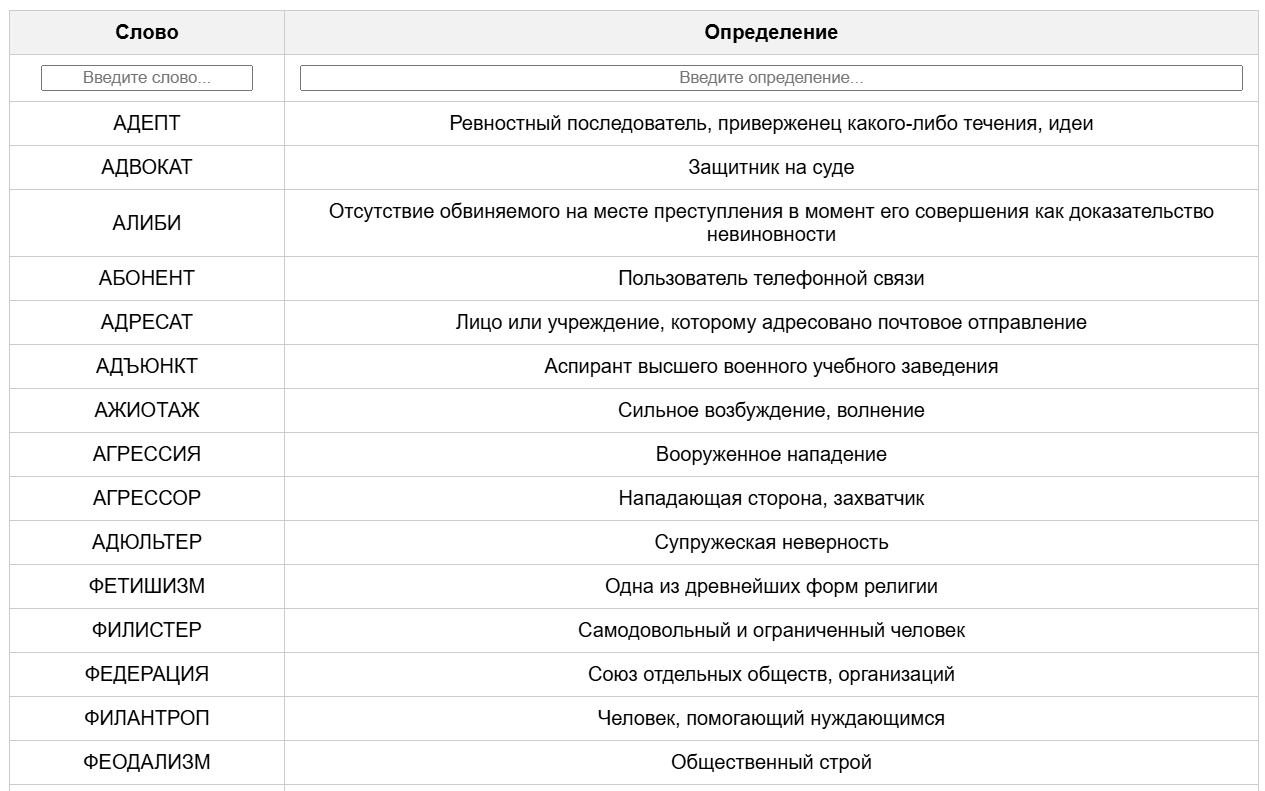 Слово Определение
Введите слово... Введите определение...
АДЕПТ Ревностный последователь, приверженец какого-либо течения, идеи
АДВОКАТ Защитник на суде
АЛИБИ Отсутствие обвиняемого на месте преступления в момент его совершения как доказательство
невиновности
АБОНЕНТ Пользователь телефонной связи
АДРЕСАТ Лицо или учреждение, которому адресовано почтовое отправление
АДЪЮНКТ Аспирант высшего военного учебного заведения
АЖИОТАЖ Сильное возбуждение, волнение
АГРЕССИЯ Вооруженное нападение
АГРЕССОР Нападающая сторона, захватчик
АДЮЛЬТЕР Супружеская неверность
ФЕТИШИЗМ Одна из древнейших форм религии
ФИЛИСТЕР Самодовольный и ограниченный человек
ФЕДЕРАЦИЯ Союз отдельных обществ, организаций
ФИЛАНТРОП Человек, помогающий нуждающимся
ФЕОДАЛИЗМ Общественный строй